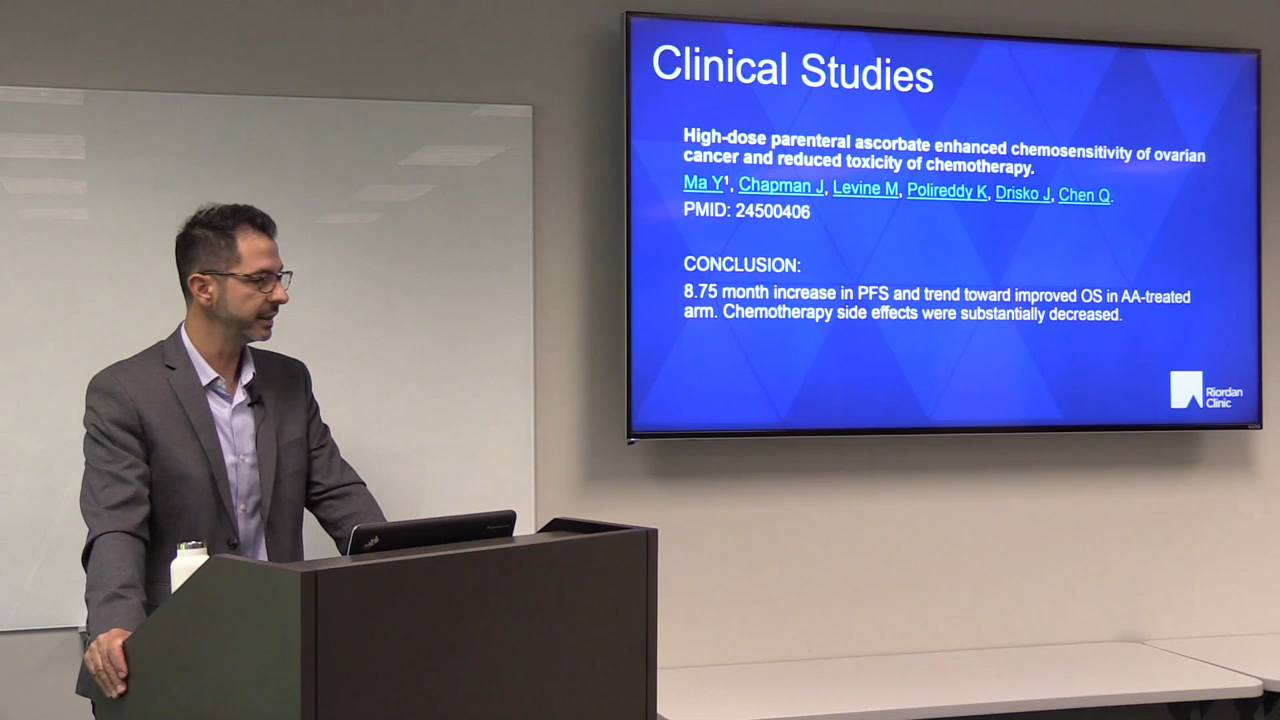 Clinical Studies
High-dose parenteral ascorbate enhanced chemosensitivity of ovarian
cancer and reduced toxicity of chemotherapy.
Ma Y¹, Chapman J, Levine M, Polireddy K, Drisko J, Chen Q.
PMID: 24500406
CONCLUSION:
8.75 month increase in PFS and trend toward improved OS in AA-treated
arm. Chemotherapy side effects were substantially decreased.
Riordan
Clinic